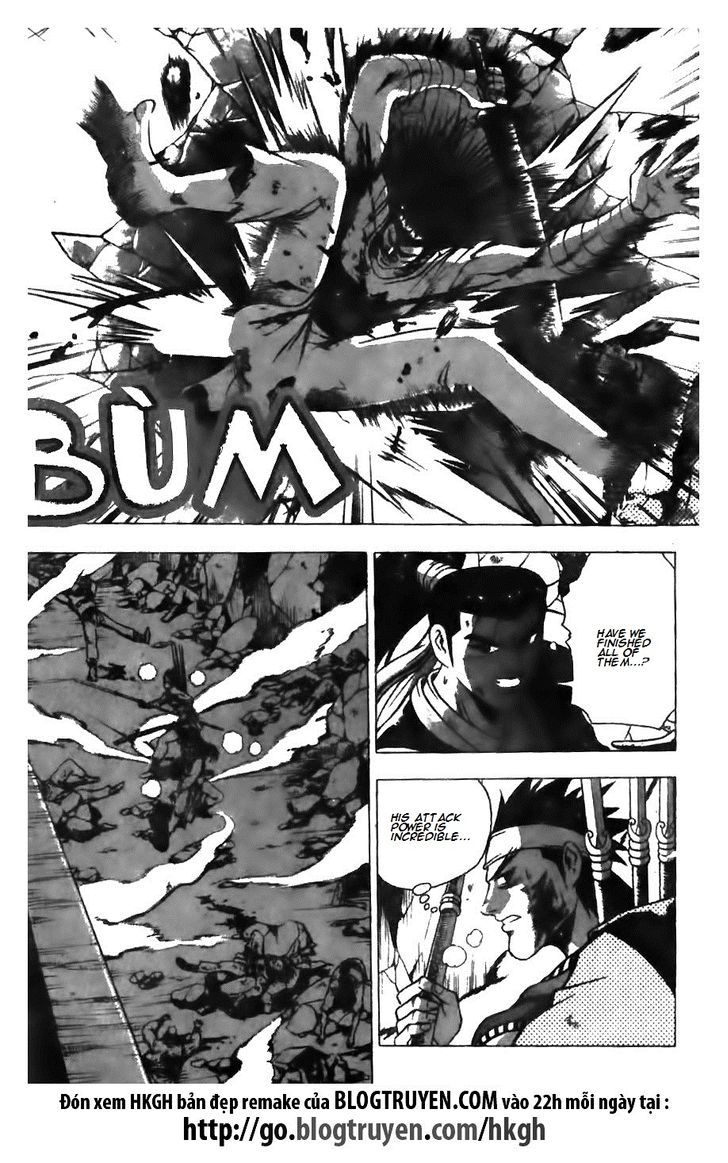 BÙM
HAVE WE
FINISHED
ALL OF
THEM...?
HIS ATTACK
POWER IS
INCREDIBLE...
Đón xem HKGH bản đẹp remake của BLOGTRUYEN.COM vào 22h mỗi ngày tại :
http://go.blogtruyen.com/hkgh